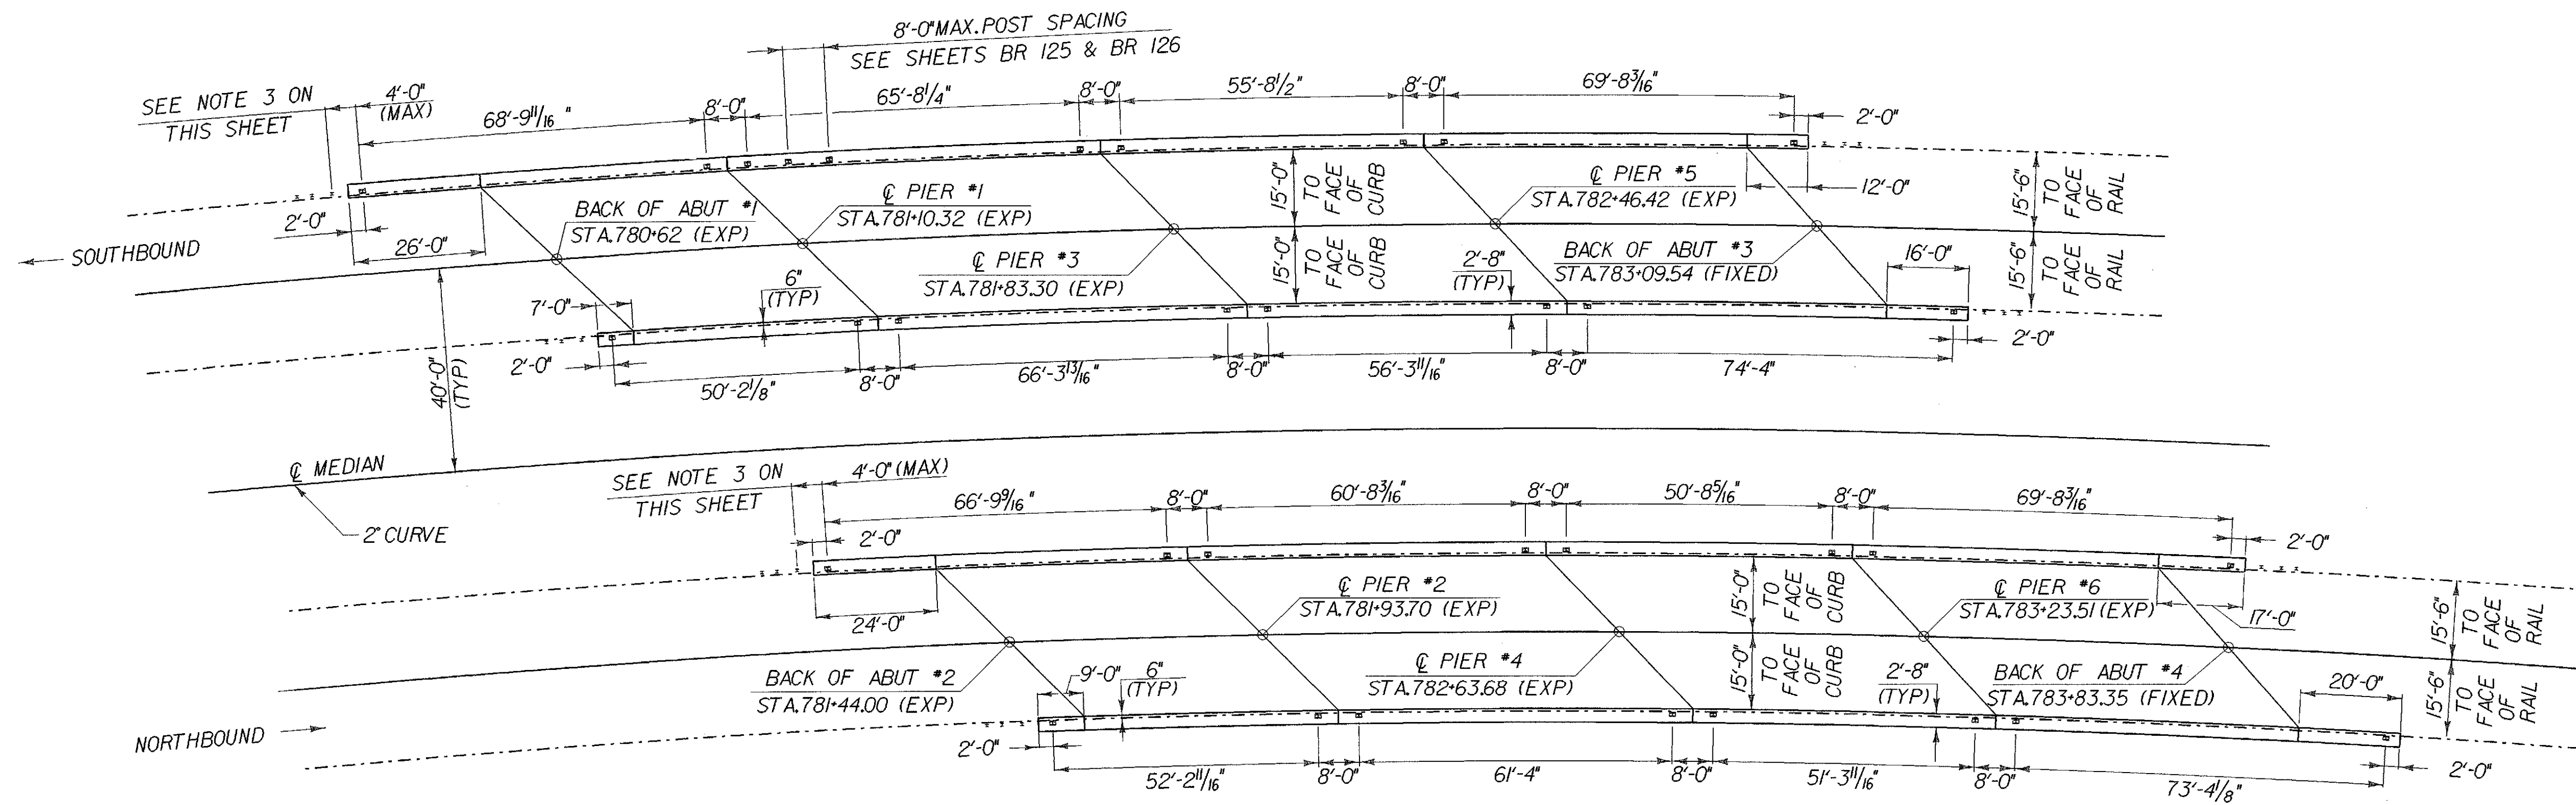 8'-0" MAX. POST SPACING
SEE SHEETS BR 125 & BR 126
SEE NOTE 3 ON
THIS SHEET
4'-0"
(MAX)
68'-9 11/16"
8'-0"
65'-8 1/4"
8'-0"
55'-8 1/2"
8'-0"
69'-8 3/16"
2'-0"
2'-0"
26'-0"
SOUTHBOUND
BACK OF ABUT #1
STA. 780+62 (EXP)
℄ PIER #1
STA. 781+10.32 (EXP)
℄ PIER #3
STA. 781+83.30 (EXP)
15'-0"
TO
FACE
OF
CURB
15'-0"
TO
FACE
OF
CURB
℄ PIER #5
STA. 782+46.42 (EXP)
BACK OF ABUT #3
STA. 783+09.54 (FIXED)
12'-0"
15'-6"
TO
FACE
OF
RAIL
15'-6"
TO
FACE
OF
RAIL
16'-0"
2'-8"
(TYP)
6"
(TYP)
7'-0"
2'-0"
40'-0"
(TYP)
50'-2 1/8"
8'-0"
66'-3 13/16"
8'-0"
56'-3 11/16"
8'-0"
74'-4"
2'-0"
℄ MEDIAN
2° CURVE
SEE NOTE 3 ON
THIS SHEET
4'-0" (MAX)
2'-0"
66'-9 9/16"
8'-0"
60'-8 3/16"
8'-0"
50'-8 5/16"
8'-0"
69'-8 3/16"
2'-0"
24'-0"
BACK OF ABUT #2
STA. 781+44.00 (EXP)
℄ PIER #2
STA. 781+93.70 (EXP)
℄ PIER #4
STA. 782+63.68 (EXP)
15'-0"
TO
FACE
OF
CURB
15'-0"
TO
FACE
OF
CURB
℄ PIER #6
STA. 783+23.51 (EXP)
BACK OF ABUT #4
STA. 783+83.35 (FIXED)
17'-0"
15'-6"
TO
FACE
OF
RAIL
15'-6"
TO
FACE
OF
RAIL
20'-0"
2'-8"
(TYP)
9'-0"
6"
(TYP)
NORTHBOUND
2'-0"
52'-2 11/16"
8'-0"
61'-4"
8'-0"
51'-3 11/16"
8'-0"
73'-4 1/8"
2'-0"